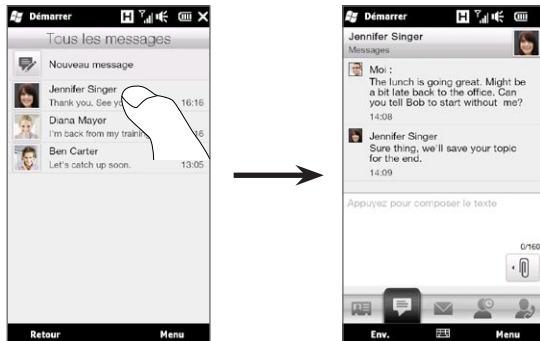 Démarrer
H
Tous les messages
Nouveau message
Jennifer Singer
Thank you. See 16:16
Diana Mayer
I'm back from my training
Ben Carter
Let's catch up soon. 13:05
Retour Menu
Démarrer
H
Jennifer Singer
Messages
Moi :
The lunch is going great. Might be
a bit late back to the office. Can
you tell Bob to start without me?
14:08
Jennifer Singer
Sure thing, we'll save your topic
for the end.
14:09
Appuyez pour composer le texte
0/160
Env. Menu